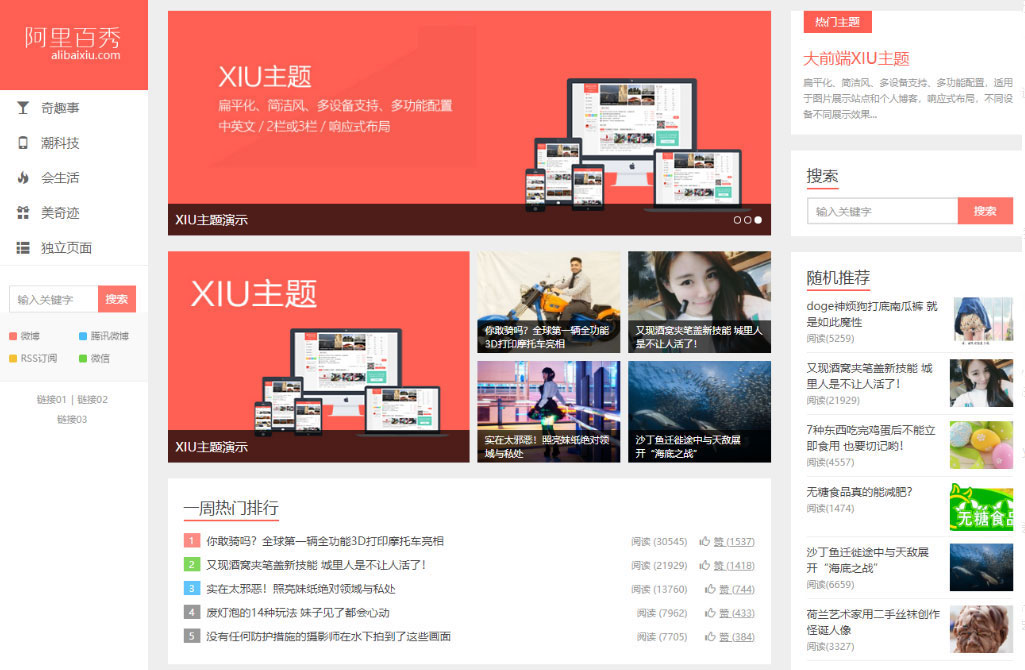 阿里百秀
alibaixiu.com
奇趣事
潮科技
会生活
美奇迹
独立页面
输入关键字 搜索
微博 腾讯微博
RSS订阅 微信
链接01 | 链接02
链接03
XIU主题
扁平化、简洁风、多设备支持、多功能配置
中英文 / 2栏或3栏 / 响应式布局
XIU主题演示
XIU主题
XIU主题演示
你敢骑吗？全球第一辆全功能
3D打印摩托车亮相
又现酒窝夹笔盖新技能 城里人
是不让人活了！
实在太邪恶！照亮妹纸绝对领
域与私处
沙丁鱼迁徙途中与天敌展
开“海底之战”
一周热门排行
1 你敢骑吗？全球第一辆全功能3D打印摩托车亮相 阅读 (30545) 赞 (1537)
2 又现酒窝夹笔盖新技能 城里人是不让人活了！ 阅读 (21929) 赞 (1418)
3 实在太邪恶！照亮妹纸绝对领域与私处 阅读 (13760) 赞 (744)
4 废灯泡的14种玩法 妹子见了都会心动 阅读 (7962) 赞 (433)
5 没有任何防护措施的摄影师在水下拍到了这些画面 阅读 (7705) 赞 (384)
热门主题
大前端XIU主题
扁平化、简洁风、多设备支持、多功能配置，适用
于图片展示站点和个人博客，响应式布局，不同设
备不同展示效果...
搜索
输入关键字 搜索
随机推荐
doge神烦狗打底南瓜裤 就
是如此魔性
阅读(5259)
又现酒窝夹笔盖新技能 城
里人是不让人活了！
阅读(21929)
7种东西吃完鸡蛋后不能立
即食用 也要切记哟！
阅读(4557)
无糖食品真的能减肥？
阅读(1474)
无糖食品
沙丁鱼迁徙途中与天敌展
开“海底之战”
阅读(6659)
荷兰艺术家用二手丝袜创作
怪诞人像
阅读(3327)